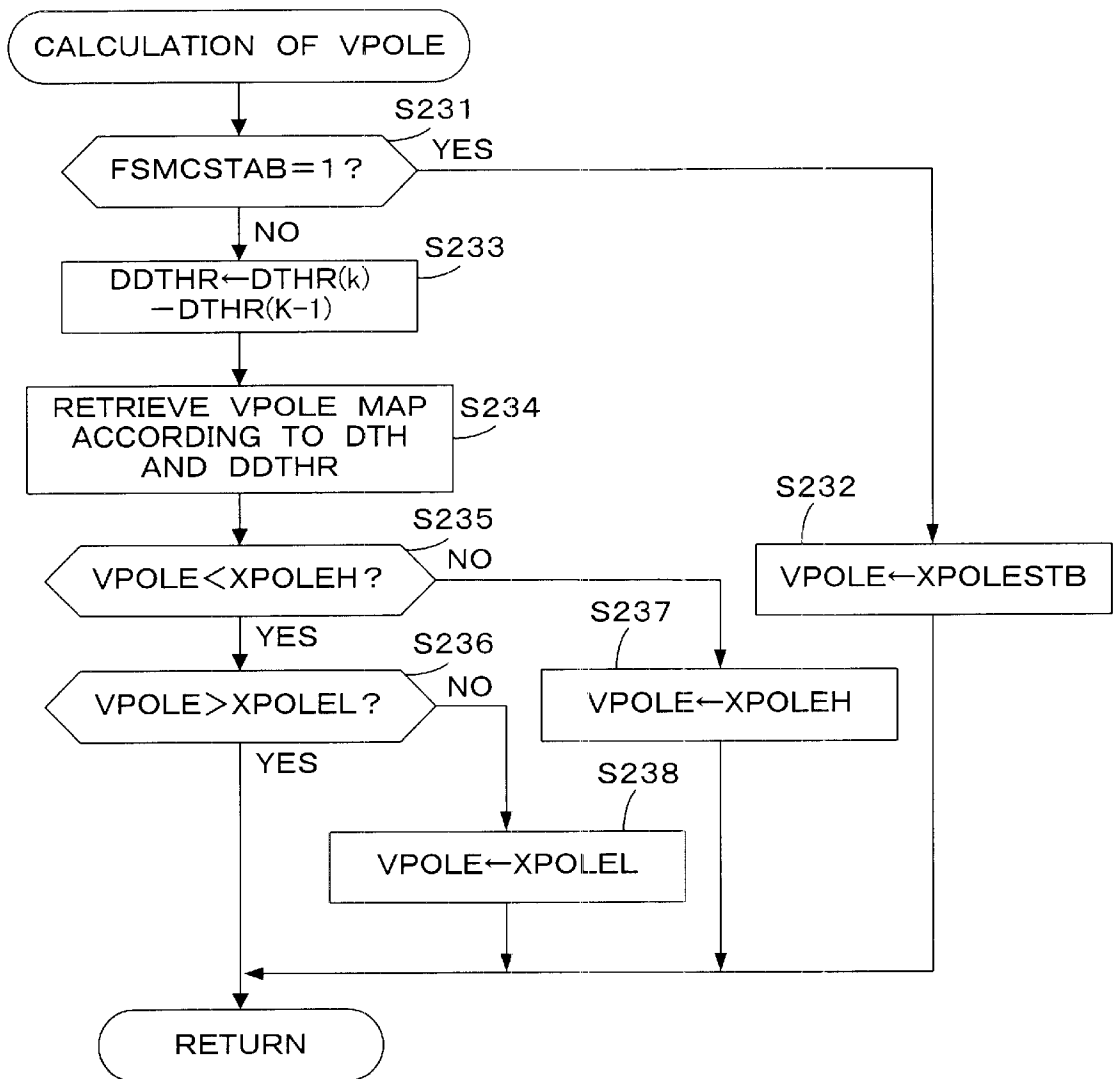 CALCULATION OF VPOLE
S231
FSMCSTAB=1?
YES
NO
S233
DDTHR←DTHR(k)
−DTHR(K−1)
RETRIEVE VPOLE MAP
ACCORDING TO DTH
AND DDTHR
S234
S235
VPOLE<XPOLEH?
NO
YES
S232
VPOLE←XPOLESTB
S236
VPOLE>XPOLEL?
NO
YES
S237
VPOLE←XPOLEH
S238
VPOLE←XPOLEL
RETURN